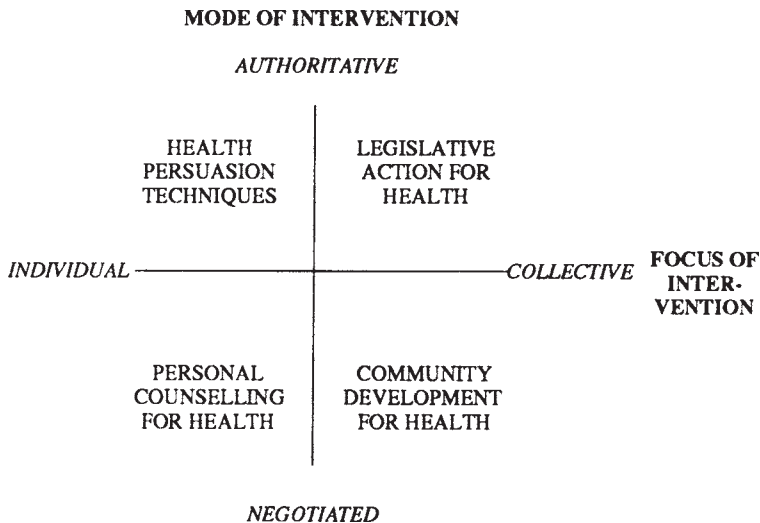 MODE OF INTERVENTION
AUTHORITATIVE
HEALTH
PERSUASION
TECHNIQUES
LEGISLATIVE
ACTION FOR
HEALTH
INDIVIDUAL
COLLECTIVE
FOCUS OF
INTER-
VENTION
PERSONAL
COUNSELLING
FOR HEALTH
COMMUNITY
DEVELOPMENT
FOR HEALTH
NEGOTIATED